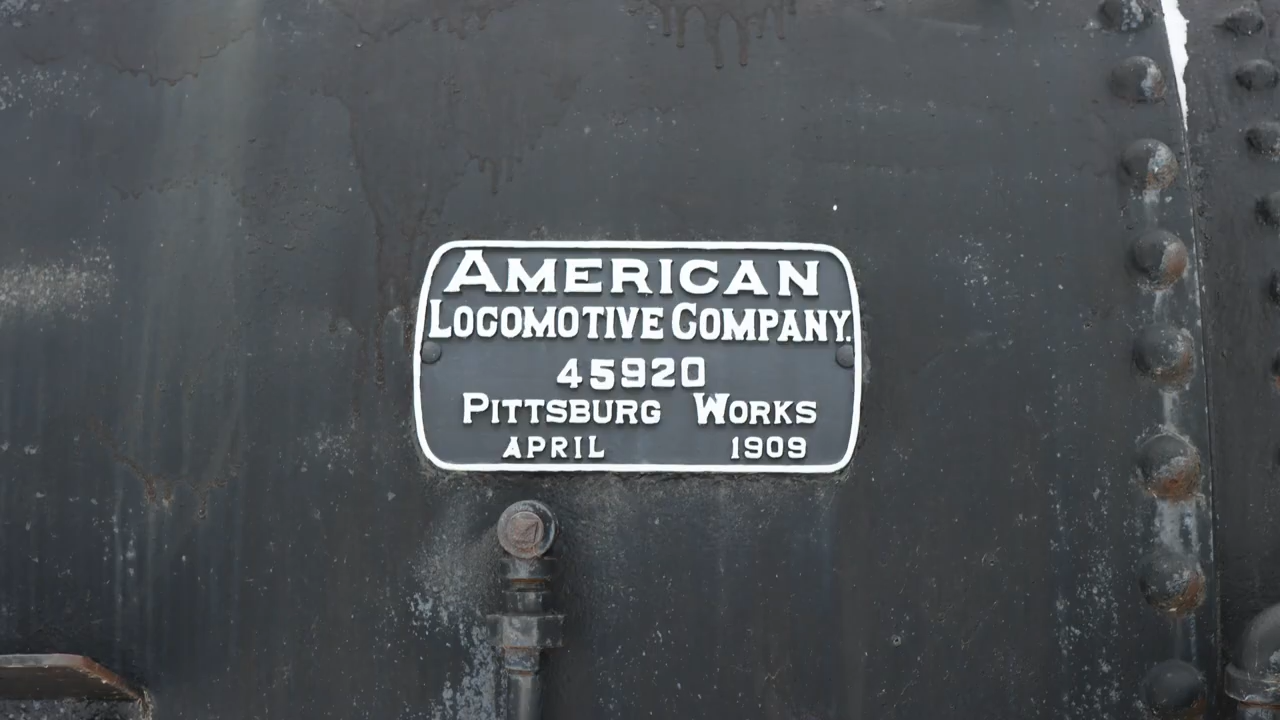 AMERICAN
LOCOMOTIVE COMPANY.
45920
PITTSBURG WORKS
APRIL 1909